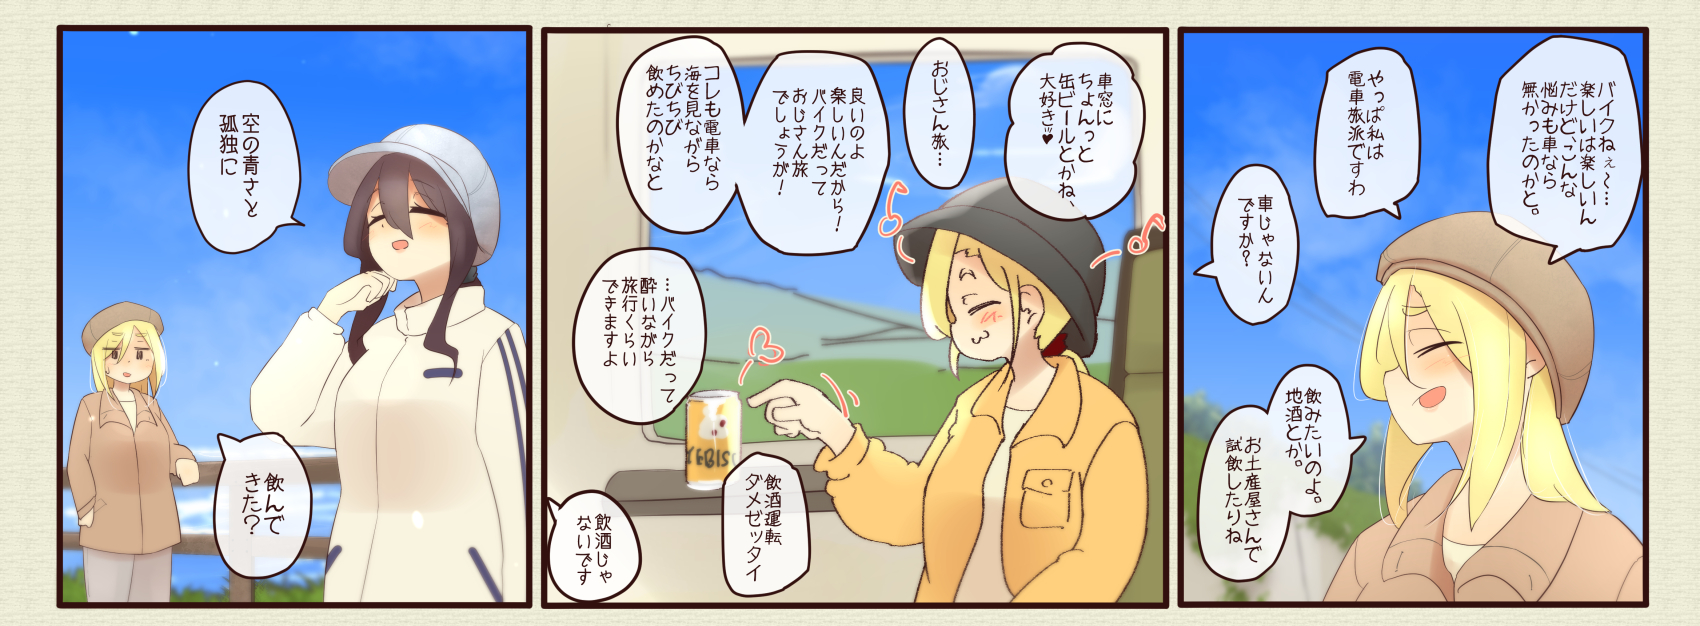 バイクねぇ〜…
楽しいは楽しいん
だけど、こんな
悩みも車なら
無かったのかと。
やっぱ私は
電車旅派ですわ
車じゃないん
ですか?
飲みたいのよ。
地酒とか。
お土産屋さんで
試飲したりね
車窓に
ちょんっと
缶ビールとかね、
大好きッ♥
おじさん旅…
良いのよ
楽しいんだから!
バイクだって
おじさん旅
でしょうが!
コレも電車なら
海を見ながら
ちびちび
飲めたのかなと
…バイクだって
酔いながら
旅行くらい
できますよ
YEBIS
飲酒運転
ダメゼッタイ
飲酒じゃ
ないです
空の青さと
孤独に
飲んで
きた?